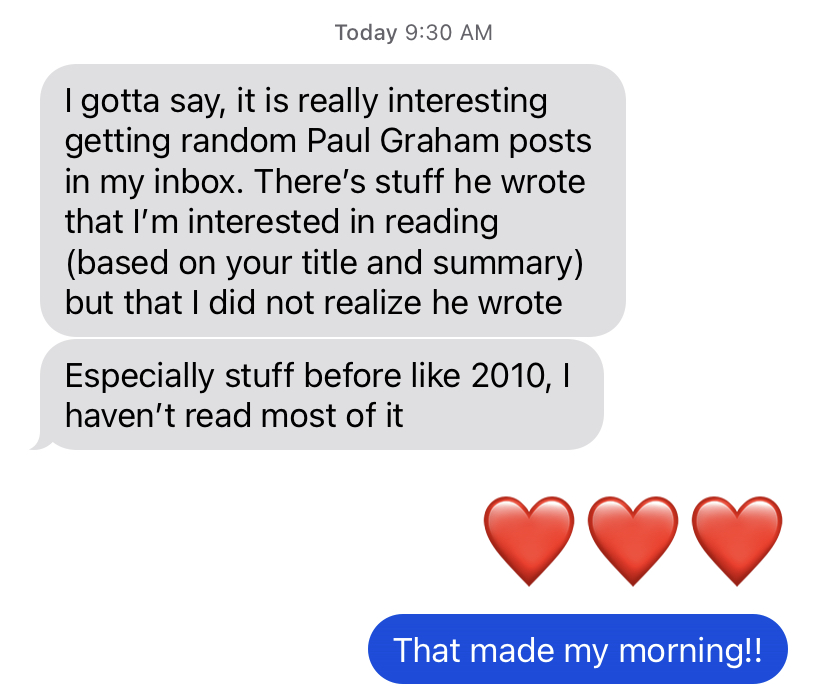 Today 9:30 AM
I gotta say, it is really interesting
getting random Paul Graham posts
in my inbox. There’s stuff he wrote
that I’m interested in reading
(based on your title and summary)
but that I did not realize he wrote
Especially stuff before like 2010, I
haven’t read most of it
❤️❤️❤️
That made my morning!!